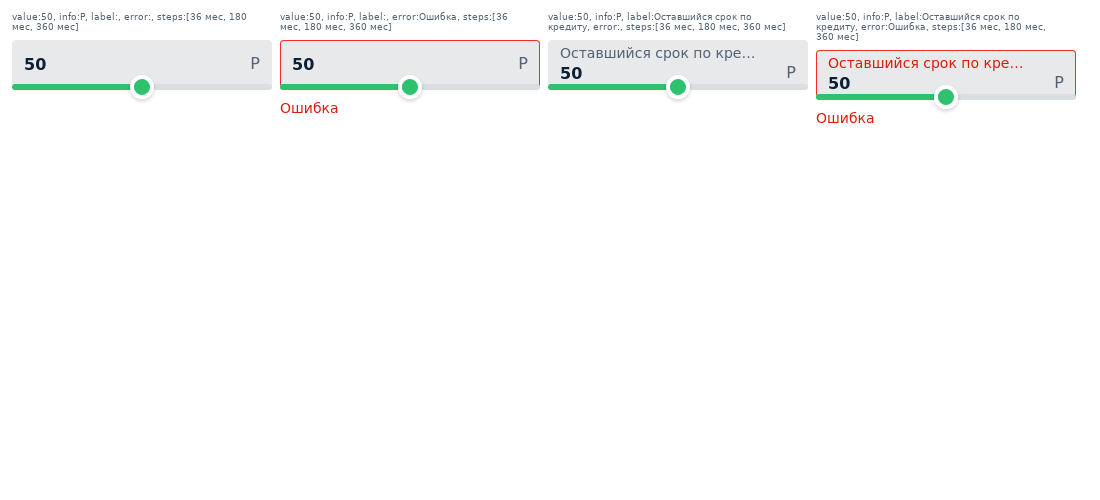 value:50, info:P, label:, error:, steps:[36 мес, 180
мес, 360 мес]
50
P
value:50, info:P, label:, error:Ошибка, steps:[36
мес, 180 мес, 360 мес]
50
P
Ошибка
value:50, info:P, label:Оставшийся срок по
кредиту, error:, steps:[36 мес, 180 мес, 360 мес]
Оставшийся срок по кре…
50
P
value:50, info:P, label:Оставшийся срок по
кредиту, error:Ошибка, steps:[36 мес, 180 мес,
360 мес]
Оставшийся срок по кре…
50
P
Ошибка